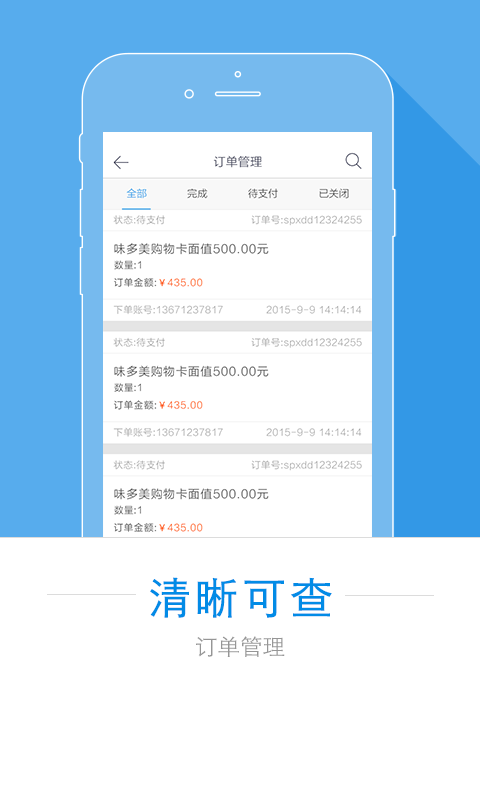 订单管理
全部 完成 待支付 已关闭
状态:待支付 订单号:spxdd12324255
味多美购物卡面值500.00元
数量:1
订单金额:￥435.00
下单账号:13671237817 2015-9-9 14:14:14
状态:待支付 订单号:spxdd12324255
味多美购物卡面值500.00元
数量:1
订单金额:￥435.00
下单账号:13671237817 2015-9-9 14:14:14
状态:待支付 订单号:spxdd12324255
味多美购物卡面值500.00元
数量:1
订单金额:￥435.00
清晰可查
订单管理